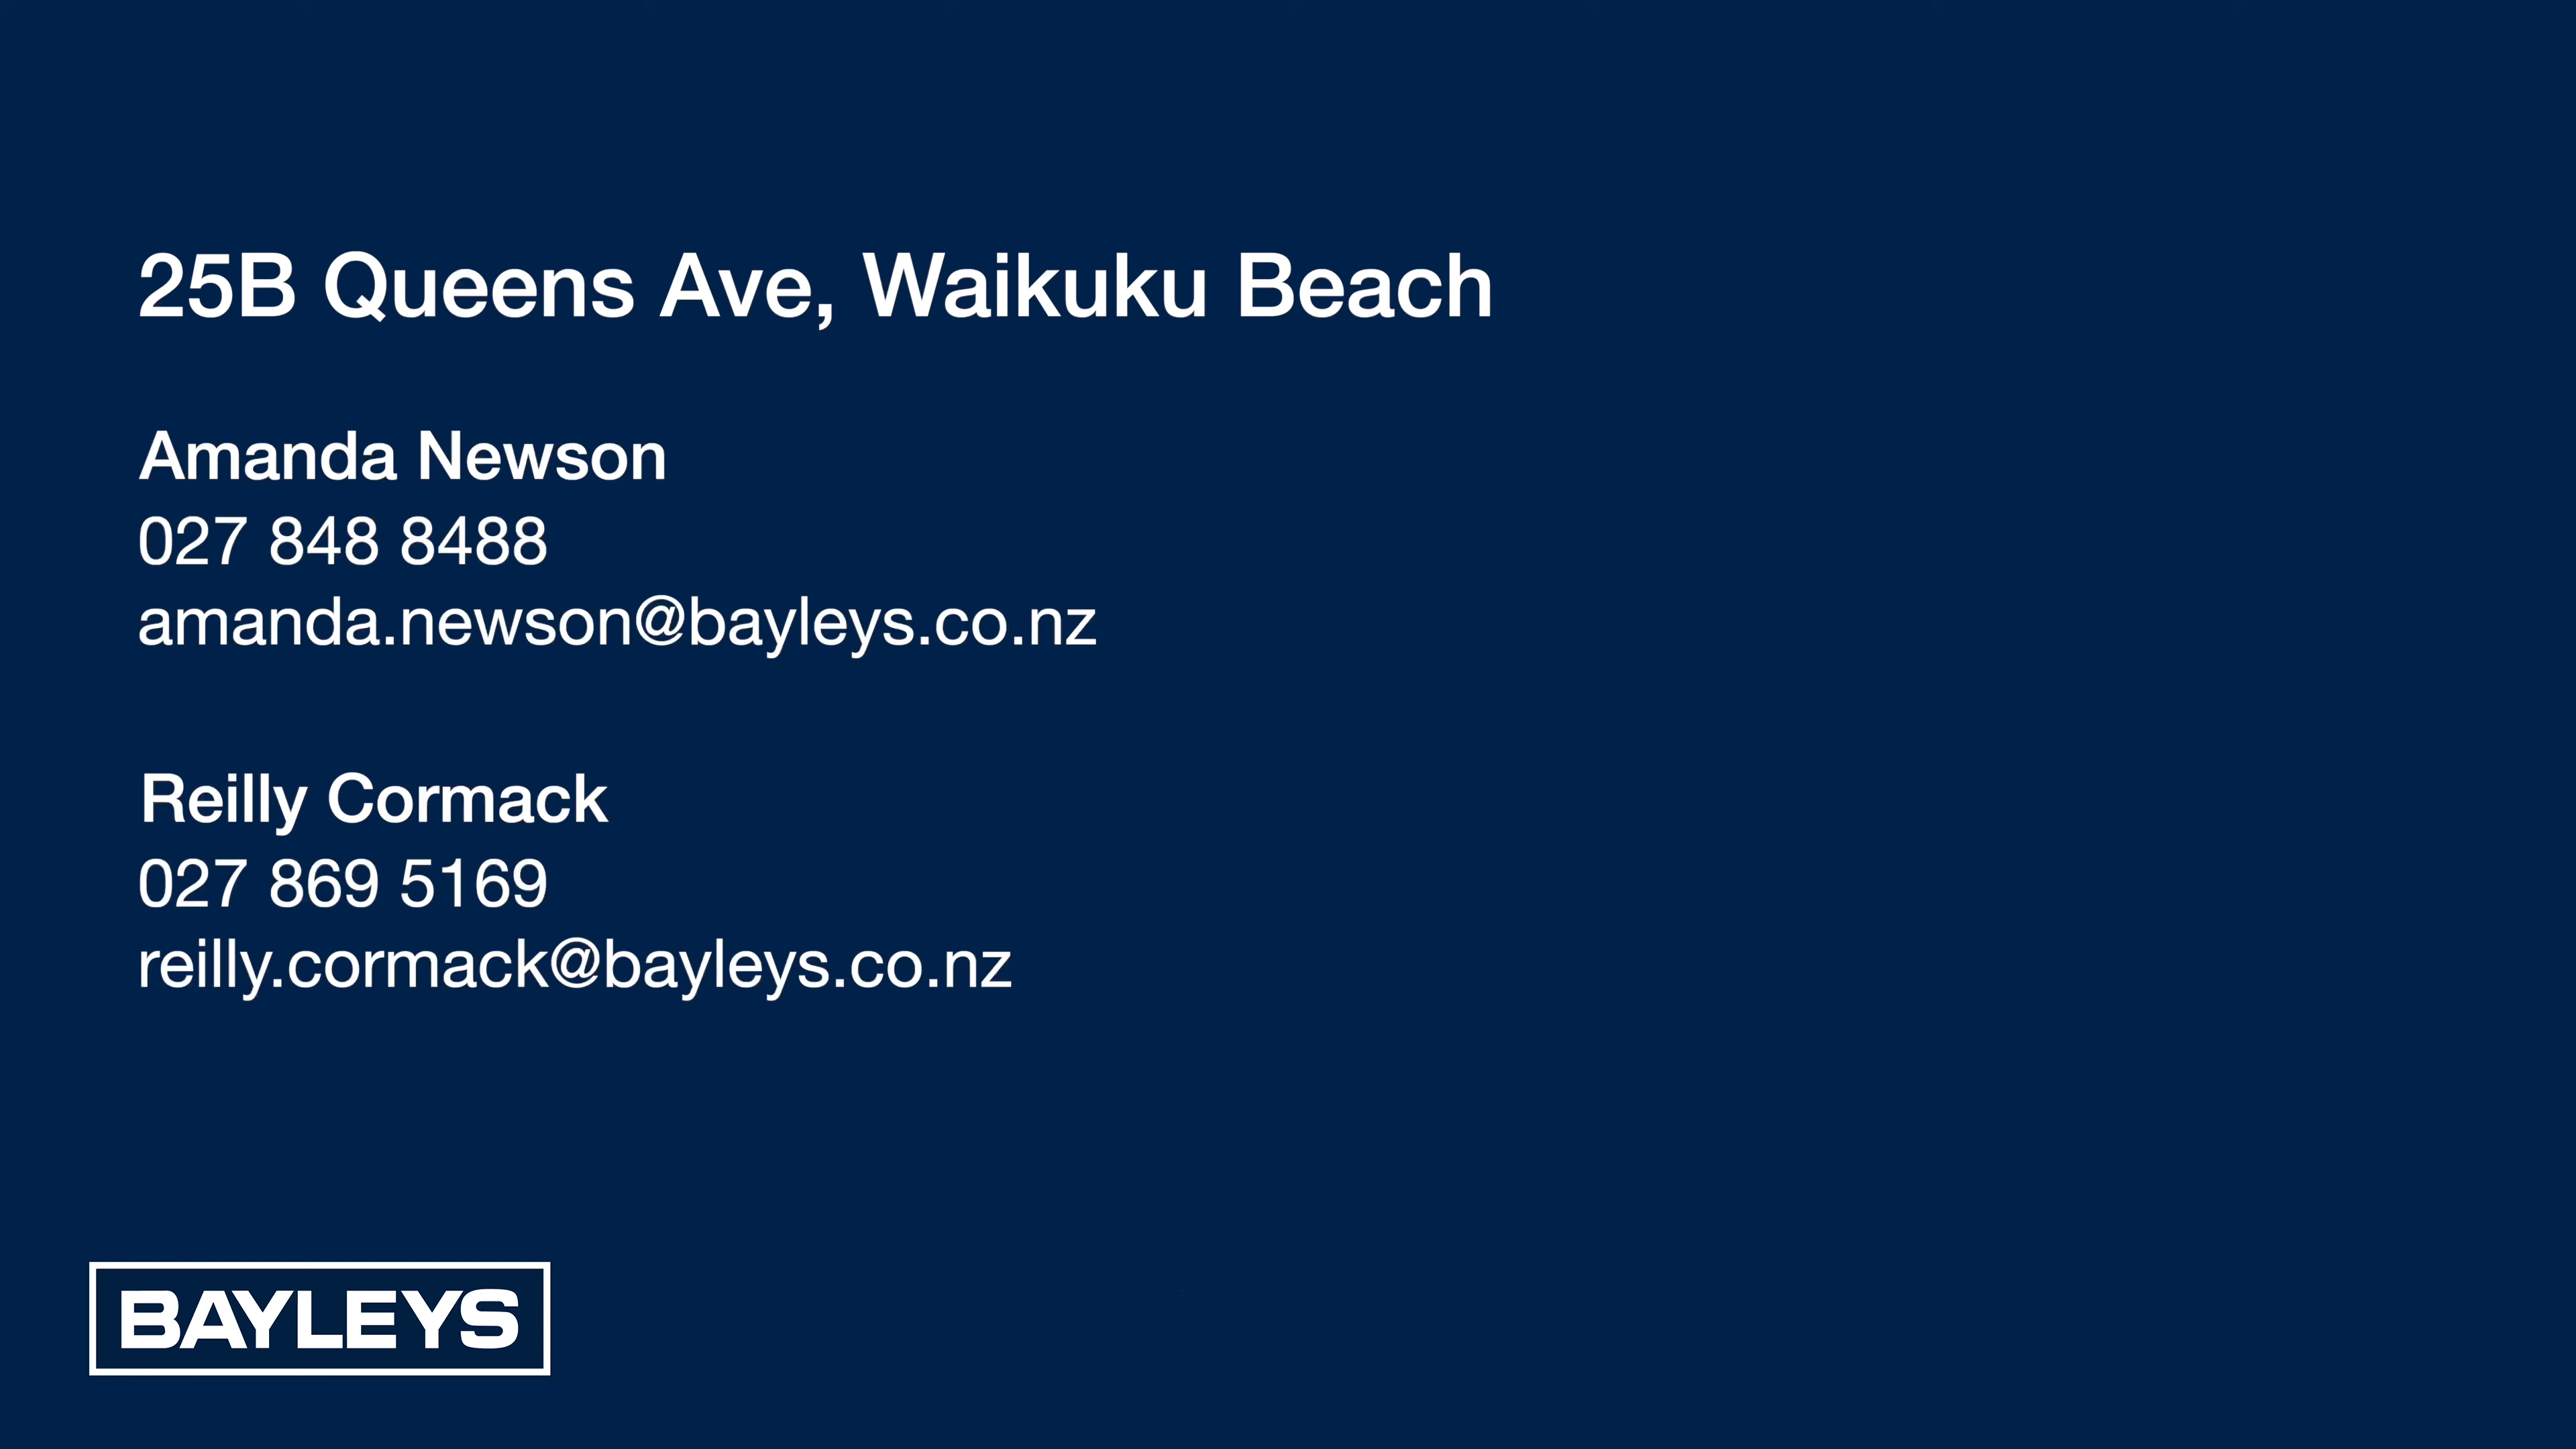 25B Queens Ave, Waikuku Beach
Amanda Newson
027 848 8488
amanda.newson@bayleys.co.nz
Reilly Cormack
027 869 5169
reilly.cormack@bayleys.co.nz
BAYLEYS